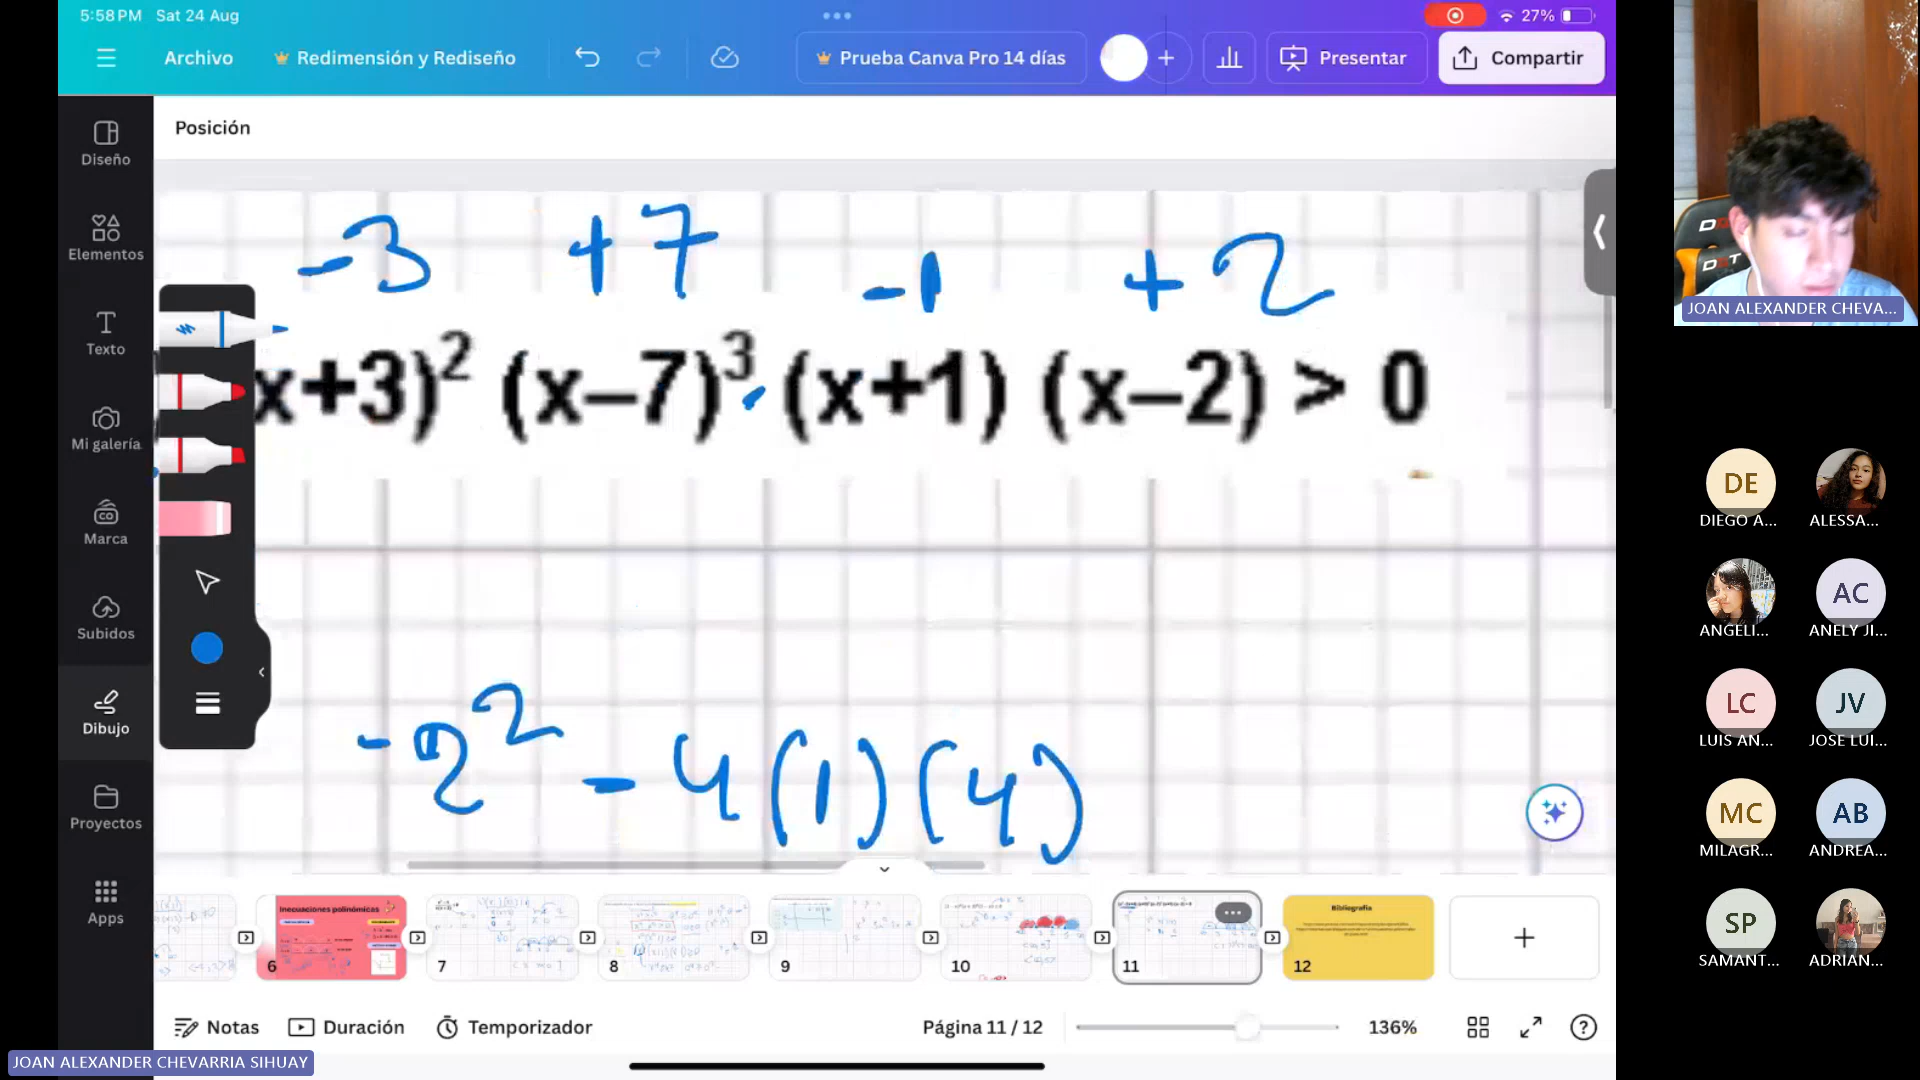 5:58 PM Sat 24 Aug
27%
Archivo
Redimensión y Rediseño
Prueba Canva Pro 14 días
Presentar
Compartir
Posición
Diseño
Elementos
Texto
Mi galería
Marca
Subidos
Dibujo
Proyectos
Apps
-3 +7 -1 +2
x+3)² (x–7)³ · (x+1) (x–2) > 0
-2² - 4(1)(4)
6
Inecuaciones polinómicas
7
8
9
10
11
12
Bibliografía
Notas
Duración
Temporizador
Página 11 / 12
136%
JOAN ALEXANDER CHEVARRIA SIHUAY
JOAN ALEXANDER CHEVA...
DE
DIEGO A...
ALESSA...
ANGELI...
AC
ANELY JI...
LC
LUIS AN...
JV
JOSE LUI...
MC
MILAGR...
AB
ANDREA...
SP
SAMANT...
ADRIAN...